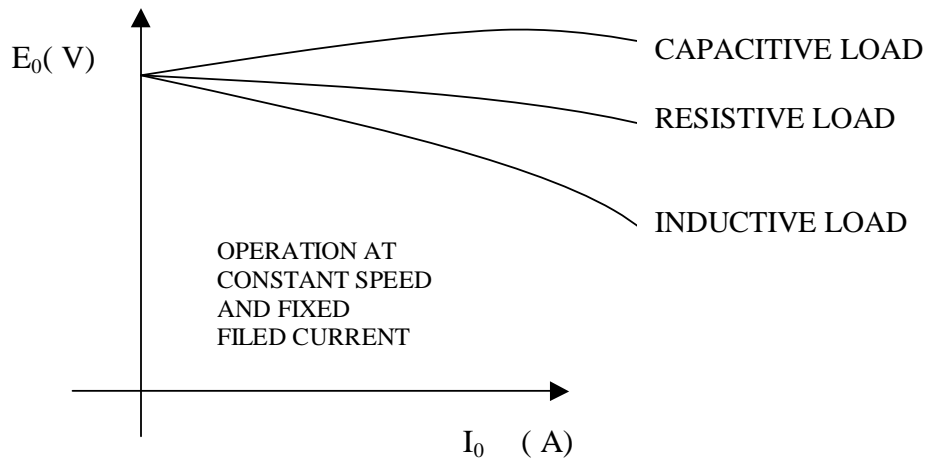 E₀( V)
CAPACITIVE LOAD
RESISTIVE LOAD
INDUCTIVE LOAD
OPERATION AT
CONSTANT SPEED
AND FIXED
FILED CURRENT
I₀ ( A)